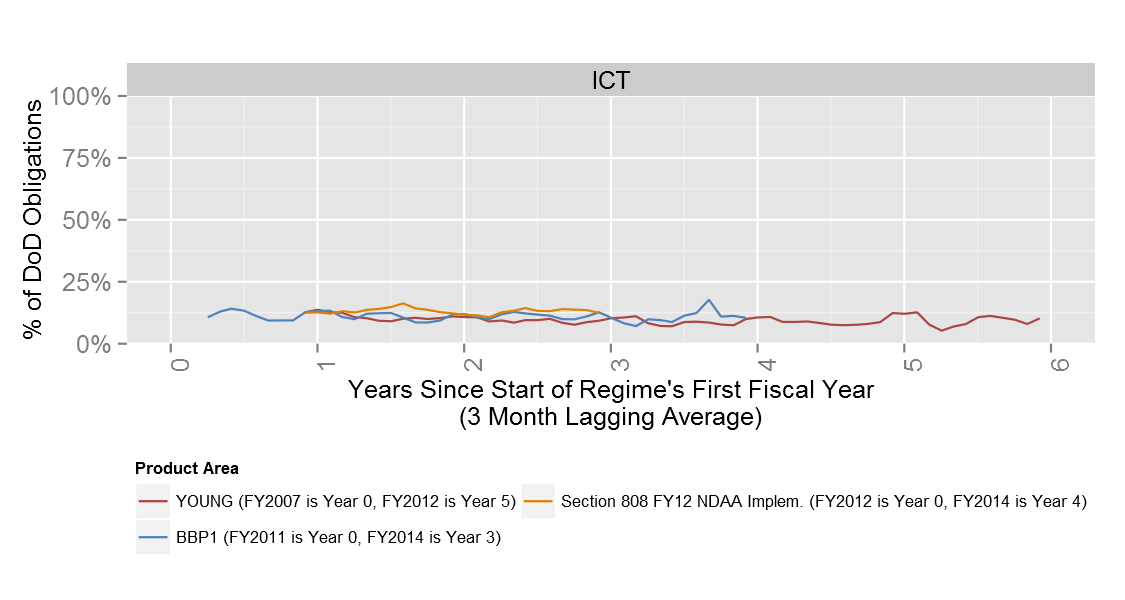 ICT
% of DoD Obligations
100%
75%
50%
25%
0%
0 1 2 3 4 5 6
Years Since Start of Regime's First Fiscal Year
(3 Month Lagging Average)
Product Area
YOUNG (FY2007 is Year 0, FY2012 is Year 5) Section 808 FY12 NDAA Implem. (FY2012 is Year 0, FY2014 is Year 4)
BBP1 (FY2011 is Year 0, FY2014 is Year 3)